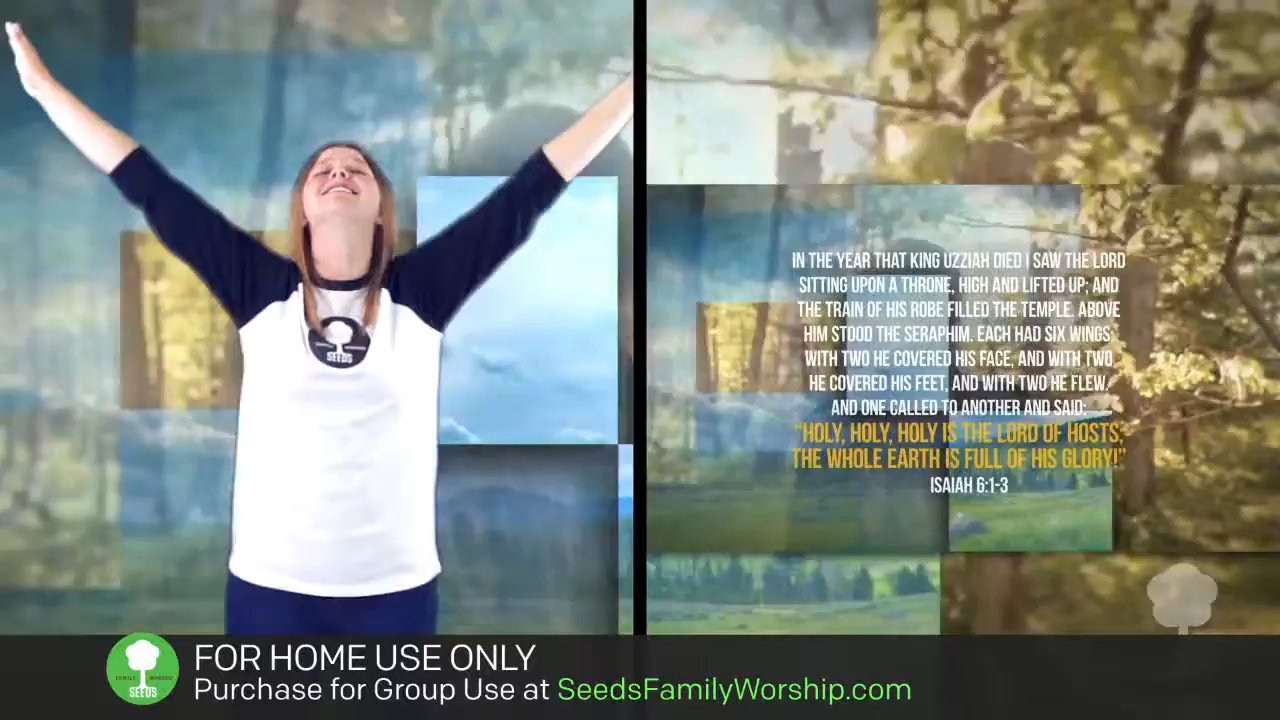 SEEDS
IN THE YEAR THAT KING UZZIAH DIED I SAW THE LORD
SITTING UPON A THRONE, HIGH AND LIFTED UP; AND
THE TRAIN OF HIS ROBE FILLED THE TEMPLE. ABOVE
HIM STOOD THE SERAPHIM. EACH HAD SIX WINGS:
WITH TWO HE COVERED HIS FACE, AND WITH TWO
HE COVERED HIS FEET, AND WITH TWO HE FLEW.
AND ONE CALLED TO ANOTHER AND SAID:
“HOLY, HOLY, HOLY IS THE LORD OF HOSTS;
THE WHOLE EARTH IS FULL OF HIS GLORY!”
ISAIAH 6:1-3
FAMILY WORSHIP
SEEDS
FOR HOME USE ONLY
Purchase for Group Use at SeedsFamilyWorship.com